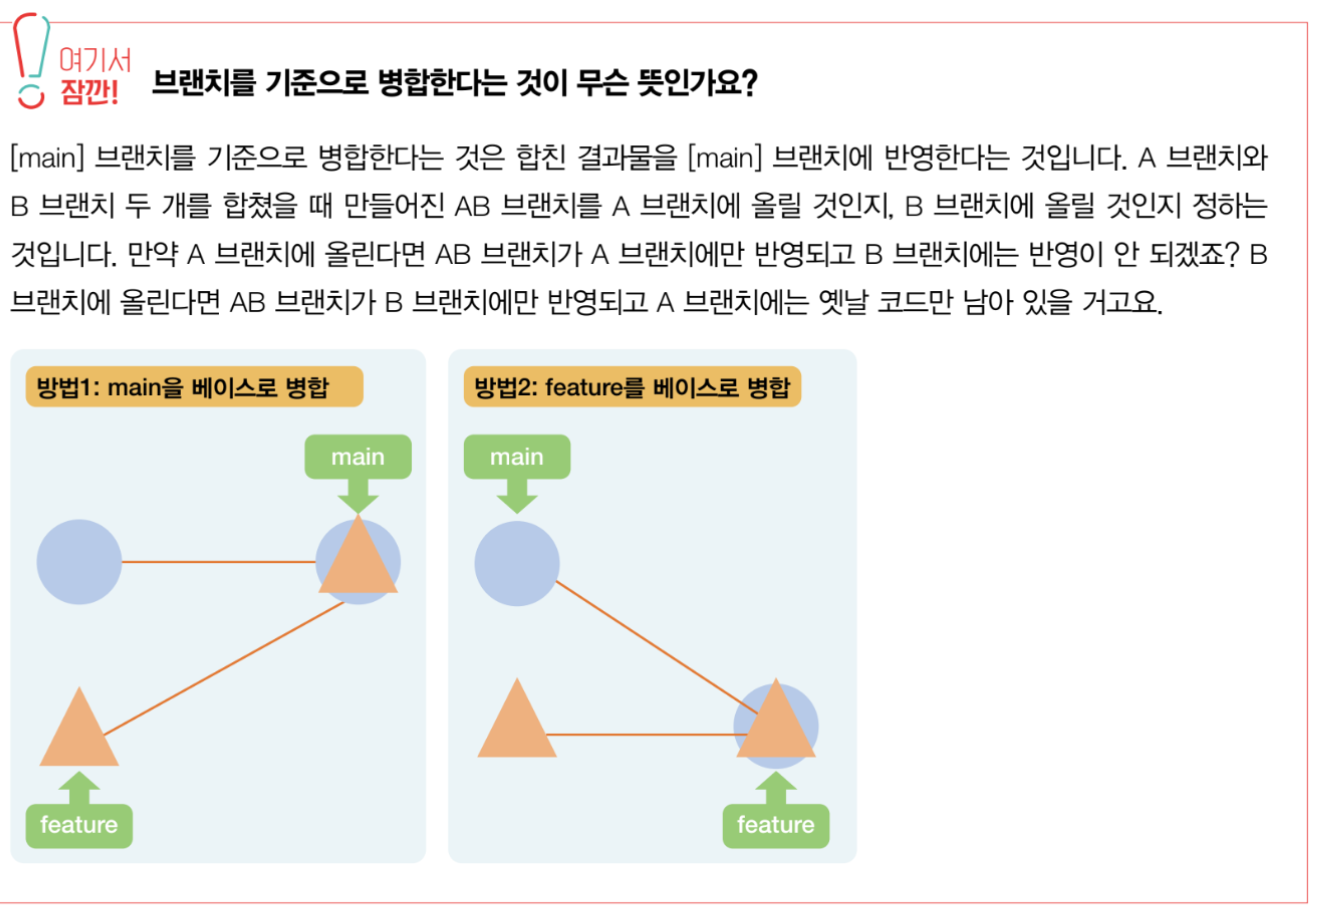 여기서
잠깐!
브랜치를 기준으로 병합한다는 것이 무슨 뜻인가요?
[main] 브랜치를 기준으로 병합한다는 것은 합친 결과물을 [main] 브랜치에 반영한다는 것입니다. A 브랜치와
B 브랜치 두 개를 합쳤을 때 만들어진 AB 브랜치를 A 브랜치에 올릴 것인지, B 브랜치에 올릴 것인지 정하는
것입니다. 만약 A 브랜치에 올린다면 AB 브랜치가 A 브랜치에만 반영되고 B 브랜치에는 반영이 안 되겠죠? B
브랜치에 올린다면 AB 브랜치가 B 브랜치에만 반영되고 A 브랜치에는 옛날 코드만 남아 있을 거고요.
방법1: main을 베이스로 병합
main
feature
방법2: feature를 베이스로 병합
main
feature